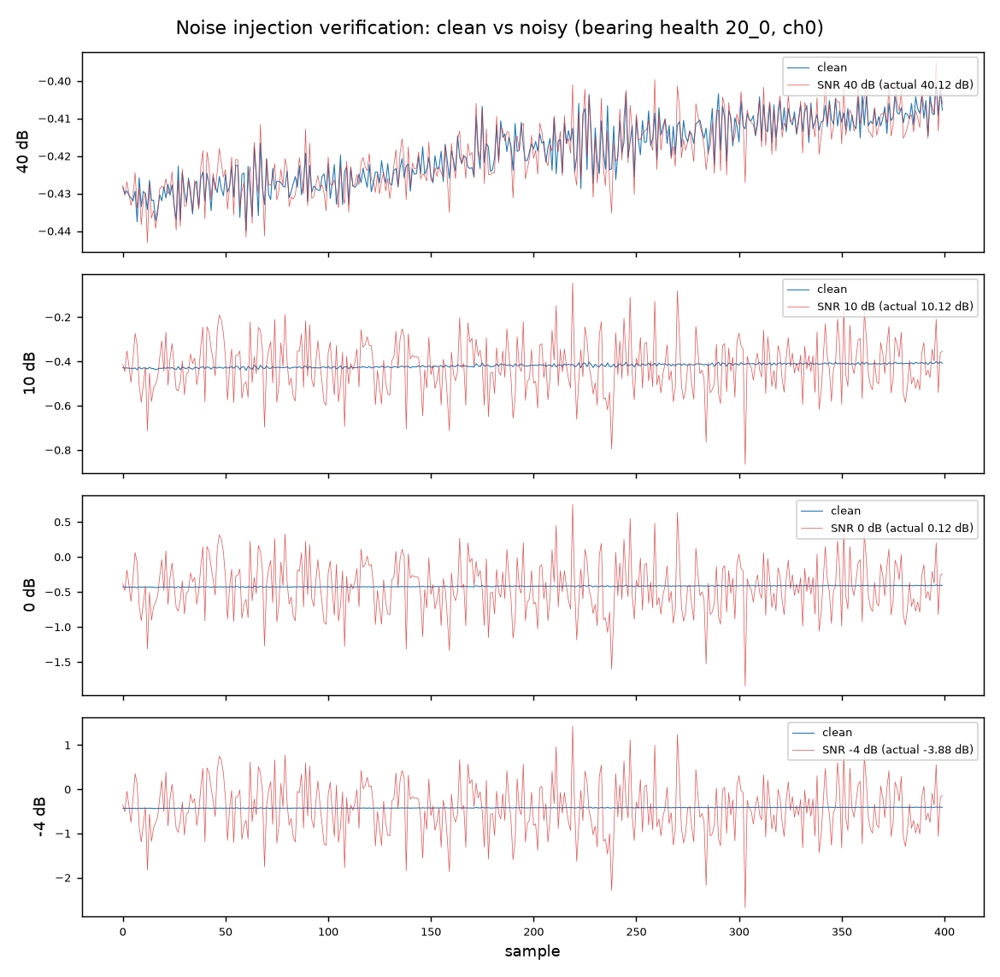 Noise injection verification: clean vs noisy (bearing health 20_0, ch0)
clean
SNR 40 dB (actual 40.12 dB)
−0.40
−0.41
−0.42
−0.43
−0.44
40 dB
clean
SNR 10 dB (actual 10.12 dB)
−0.2
−0.4
−0.6
−0.8
10 dB
clean
SNR 0 dB (actual 0.12 dB)
0.5
0.0
−0.5
−1.0
−1.5
0 dB
clean
SNR -4 dB (actual -3.88 dB)
1
0
−1
−2
-4 dB
0 50 100 150 200 250 300 350 400
sample